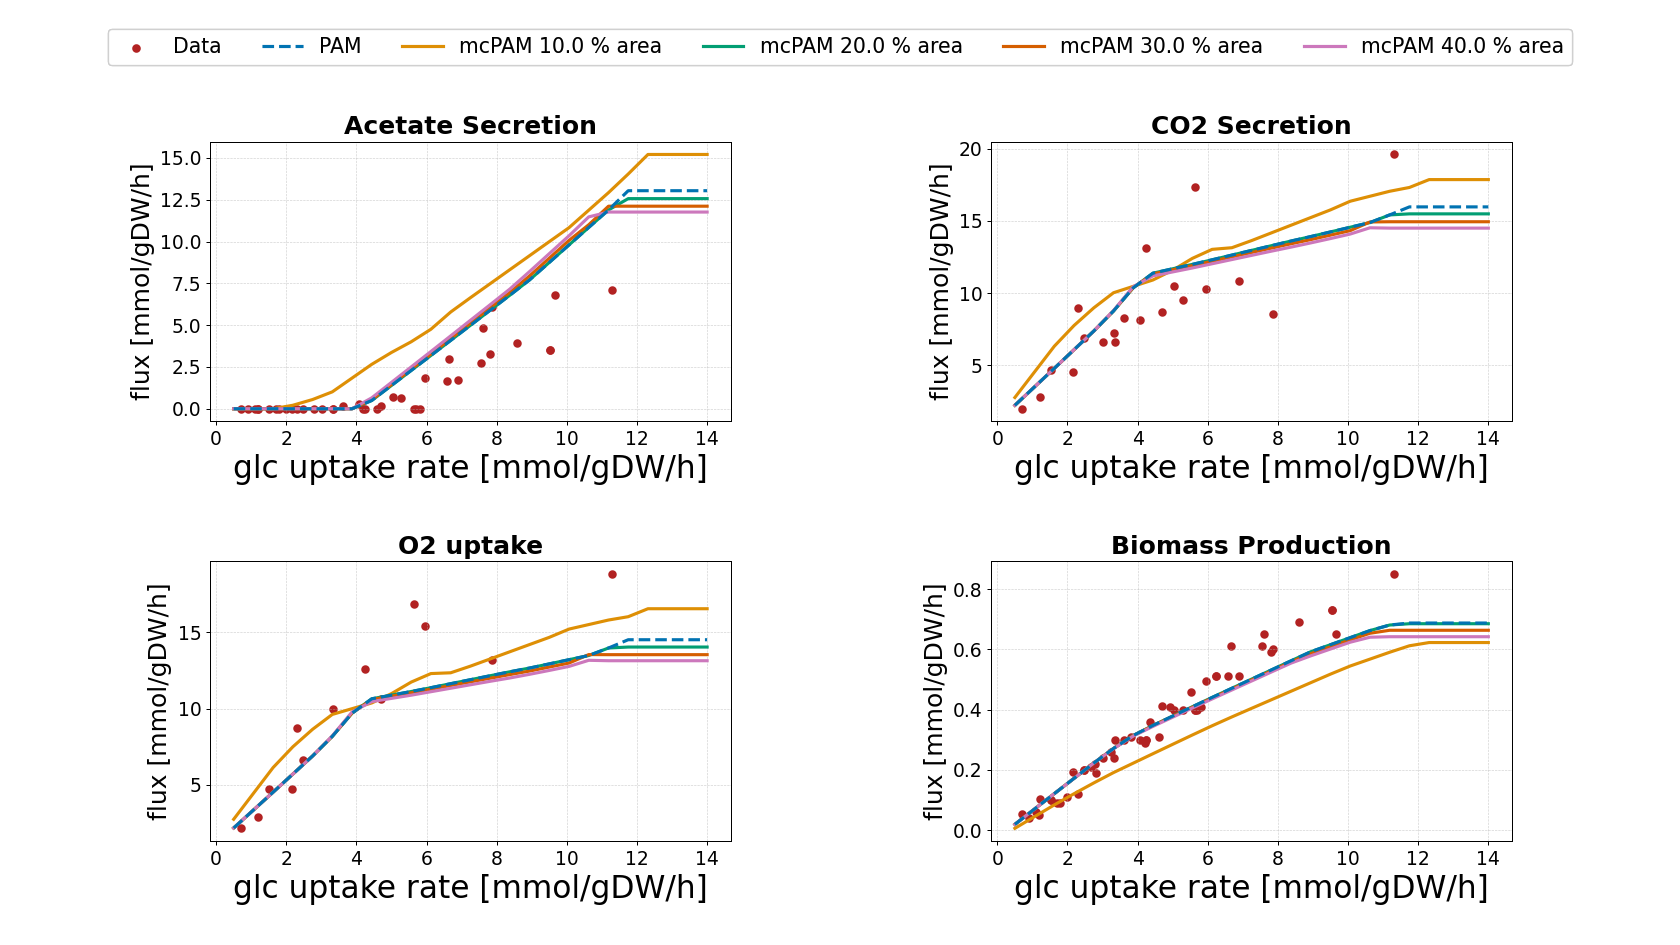 Data PAM mcPAM 10.0 % area mcPAM 20.0 % area mcPAM 30.0 % area mcPAM 40.0 % area
Acetate Secretion
flux [mmol/gDW/h]
15.0
12.5
10.0
7.5
5.0
2.5
0.0
0 2 4 6 8 10 12 14
glc uptake rate [mmol/gDW/h]
CO2 Secretion
flux [mmol/gDW/h]
20
15
10
5
0 2 4 6 8 10 12 14
glc uptake rate [mmol/gDW/h]
O2 uptake
flux [mmol/gDW/h]
15
10
5
0 2 4 6 8 10 12 14
glc uptake rate [mmol/gDW/h]
Biomass Production
flux [mmol/gDW/h]
0.8
0.6
0.4
0.2
0.0
0 2 4 6 8 10 12 14
glc uptake rate [mmol/gDW/h]